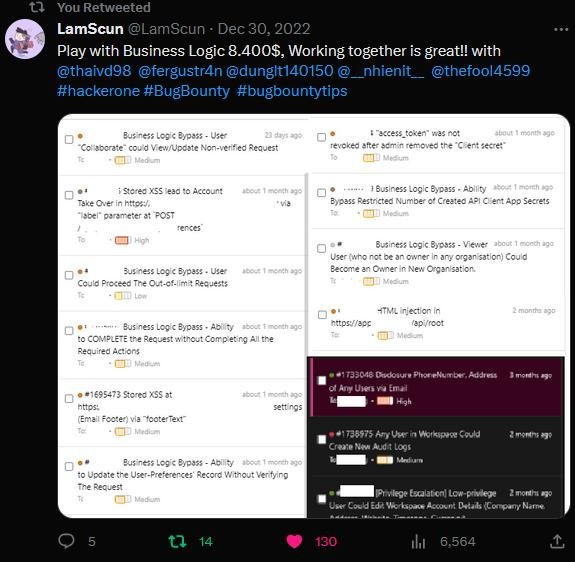 You Retweeted
LamScun @LamScun · Dec 30, 2022
Play with Business Logic 8.400$, Working together is great!! with
@thaivd98 @fergustr4n @dung!t140150 @__nhienit__ @thefool4599
#hackerone #BugBounty #bugbountytips
Business Logic Bypass - User 23 days ago
"Collaborate" could View/Update Non-verified Request
To: Medium
Stored XSS lead to Account about 1 month ago
Take Over in https:/, via
"label" parameter at `POST
rences`
To High
Business Logic Bypass - User about 1 month ago
Could Proceed The Out-of-limit Requests
To Low
Business Logic Bypass - Ability about 1 month ago
to COMPLETE the Request without Completing All the
Required Actions
To: Medium
#1695473 Stored XSS at about 1 month ago
https: settings
(Email Footer) via "footerText"
To: Medium
# Business Logic Bypass - Ability about 1 month ago
to Update the User-Preferences' Record Without Verifying
The Request
To: Medium
"access_token" was not about 1 month ago
revoked after admin removed the "Client secret"
To Medium
Business Logic Bypass - Ability about 1 month ago
Bypass Restricted Number of Created API Client App Secrets
To: Medium
# Business Logic Bypass - Viewer about 1 month ago
User (who not be an owner in any organisation) Could
Become an Owner in New Organisation.
To: Medium
HTML injection in 2 months ago
https://app /api/root
To: Medium
#1733048 Disclosure PhoneNumber, Address 3 months ago
of Any Users via Email
To: High
#1738975 Any User in Workspace Could 2 months ago
Create New Audit Logs
To: Medium
# [Privilege Escalation] Low-privilege 2 months ago
User Could Edit Workspace Account Details (Company Name,
5 14 130 6,564